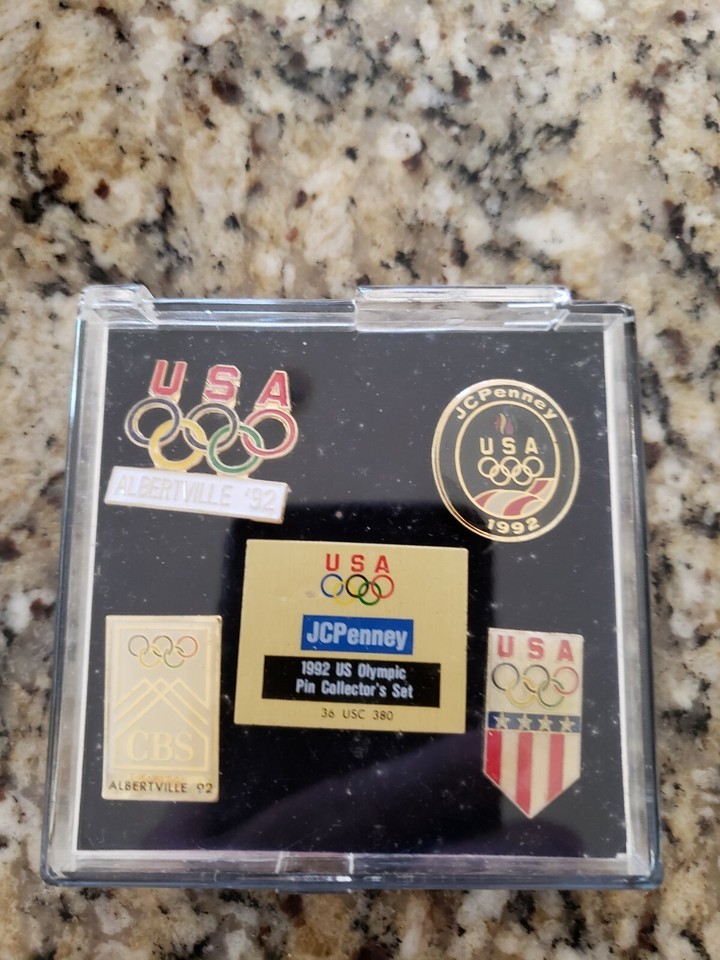 USA
ALBERTVILLE '92
JCPenney
USA
1992
USA
JCPenney
1992 US Olympic
Pin Collector's Set
36 USC 380
CBS
ALBERTVILLE 92
USA